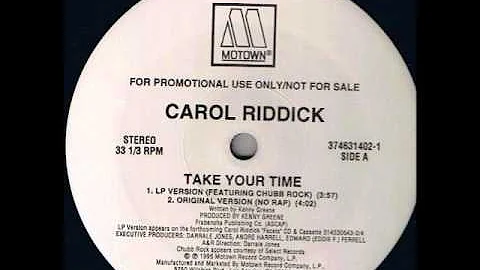 MOTOWN®
FOR PROMOTIONAL USE ONLY/NOT FOR SALE
CAROL RIDDICK
STEREO
33 1/3 RPM
374631402-1
SIDE A
TAKE YOUR TIME
1. LP VERSION (FEATURING CHUBB ROCK) (3:57)
2. ORIGINAL VERSION (NO RAP) (4:02)
Written by Kenny Greene
PRODUCED BY KENNY GREENE
Publishing (ASCAP)
LP Version appears on the forthcoming Carol Riddick "Faces" CD & Cassette 314530643-2/4
EXECUTIVE PRODUCERS: DARRALE JONES, ANDRE HARRELL, EDWARD (EDDIE F.) FERRELL
A&R Direction: Darrale Jones
Chubb Rock appears courtesy of Select Records
℗ © 1995 Motown Record Company, L.P.
Manufactured and Marketed By Motown Record Company, L.P.